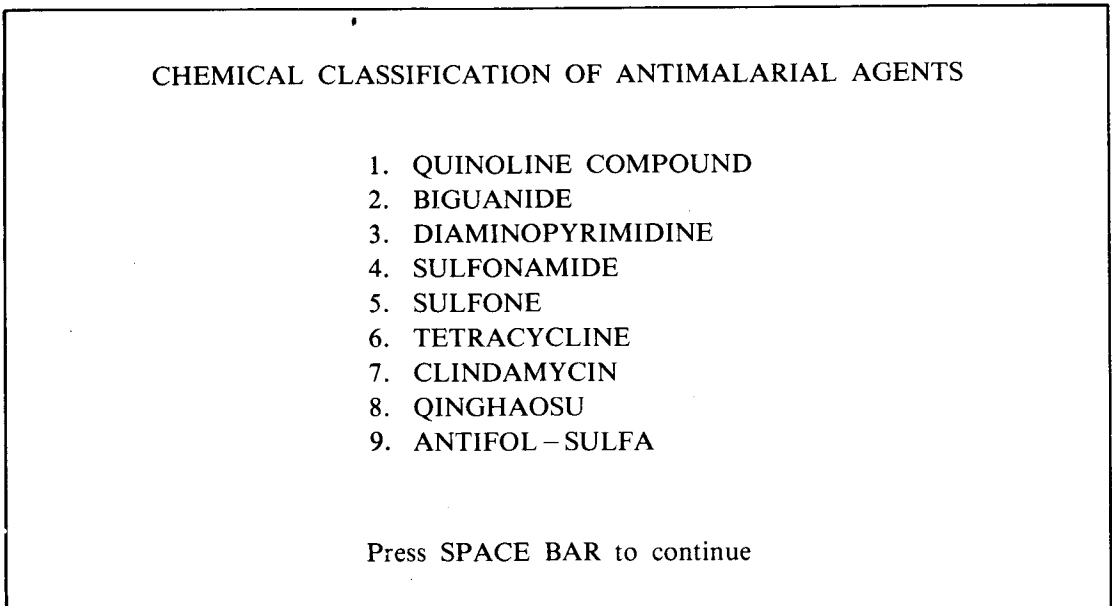 CHEMICAL CLASSIFICATION OF ANTIMALARIAL AGENTS
1. QUINOLINE COMPOUND
2. BIGUANIDE
3. DIAMINOPYRIMIDINE
4. SULFONAMIDE
5. SULFONE
6. TETRACYCLINE
7. CLINDAMYCIN
8. QINGHAOSU
9. ANTIFOL – SULFA
Press SPACE BAR to continue